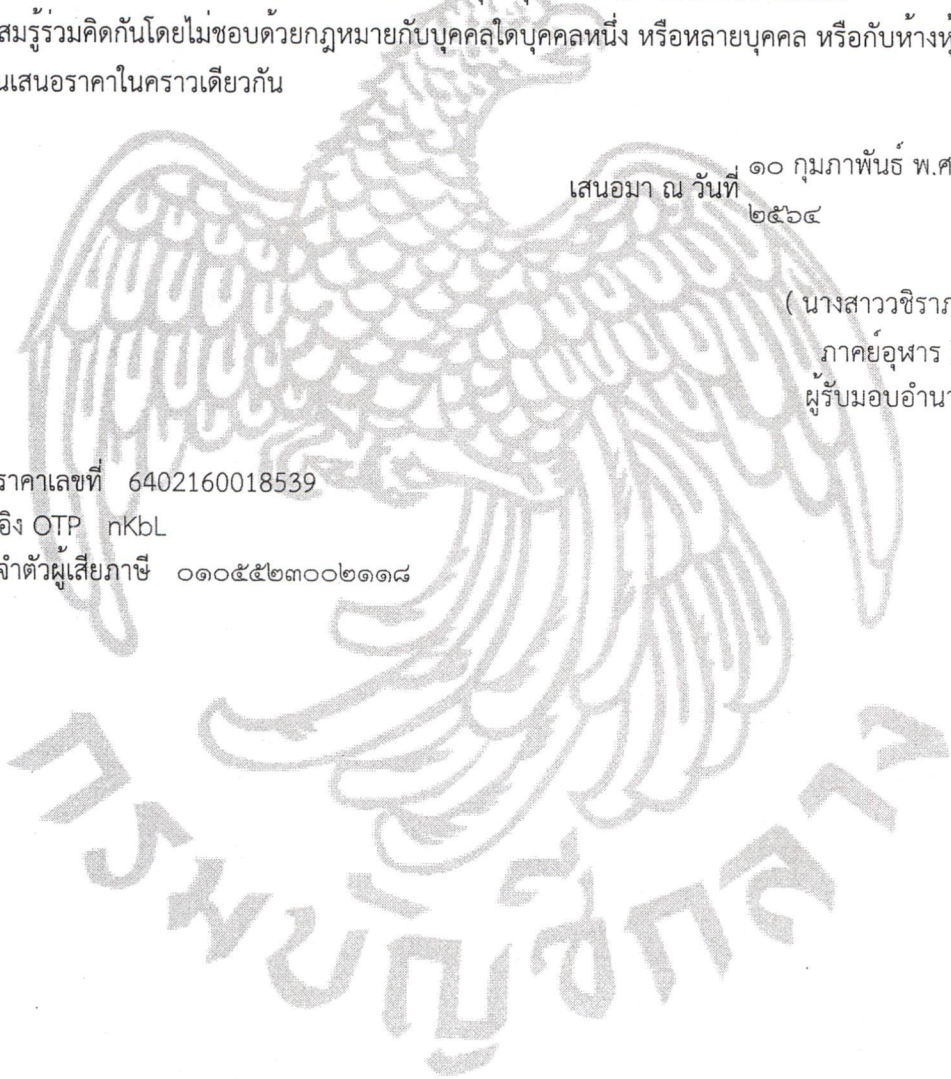 สมรู้ร่วมคิดกันโดยไม่ชอบด้วยกฎหมายกับบุคคลใดบุคคลหนึ่ง หรือหลายบุคคล หรือกับห้างหุ้
นเสนอราคาในคราวเดียวกัน
เสนอมา ณ วันที่ ๑๐ กุมภาพันธ์ พ.ศ
๒๕๖๔
( นางสาววชิราภ
ภาคย์อุฬาร
ผู้รับมอบอำนา
ราคาเลขที่ 6402160018539
อิง OTP nKbL
จำตัวผู้เสียภาษี ๐๑๐๕๕๒๓๐๐๒๑๑๘
กรมบัญชีกลาง